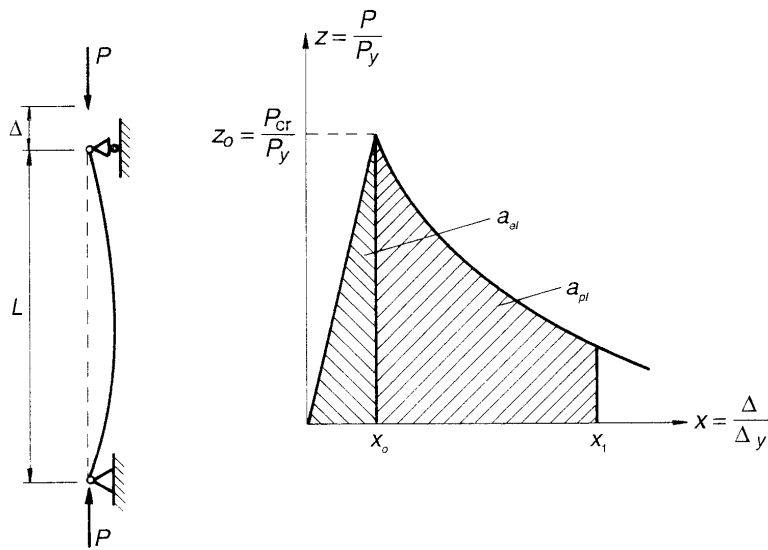 P
Δ
L
P
z = P / P_y
z_o = P_cr / P_y
a_el
a_pl
x_o
x_1
x = Δ / Δ_y